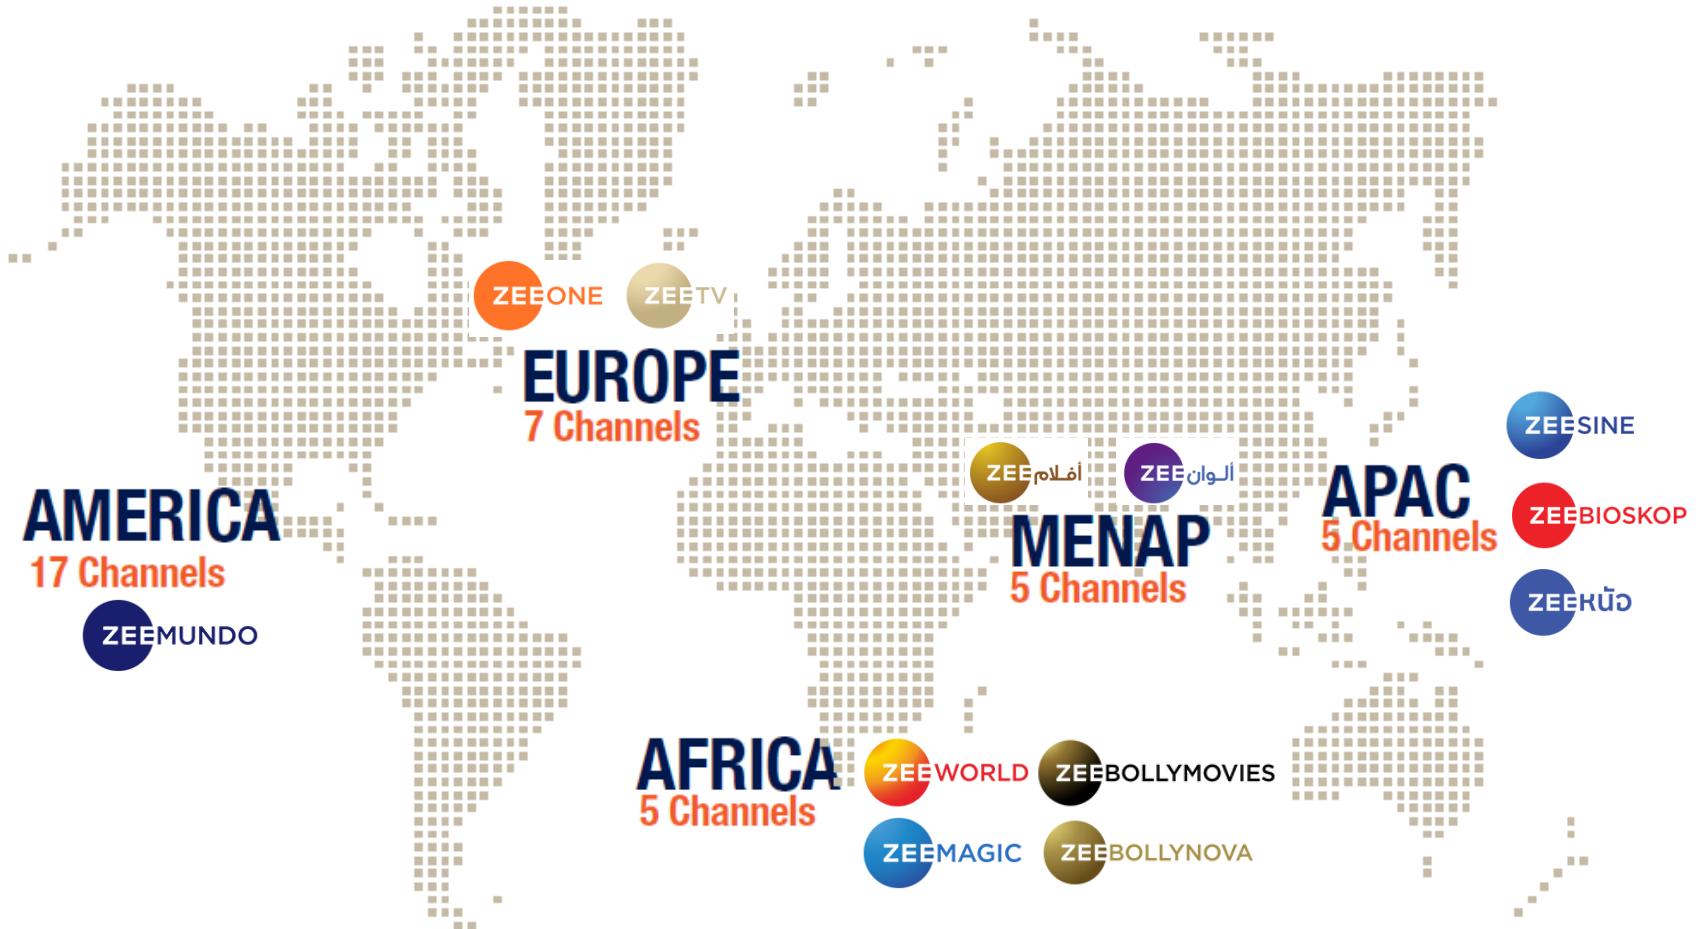 ZEEONE
ZEETV
EUROPE
7 Channels
AMERICA
17 Channels
ZEEMUNDO
ZEEأفلام
ZEEألوان
MENAP
5 Channels
APAC
5 Channels
ZEESINE
ZEEBIOSKOP
ZEEหนัง
AFRICA
5 Channels
ZEEWORLD
ZEEBOLLYMOVIES
ZEEMAGIC
ZEEBOLLYNOVA